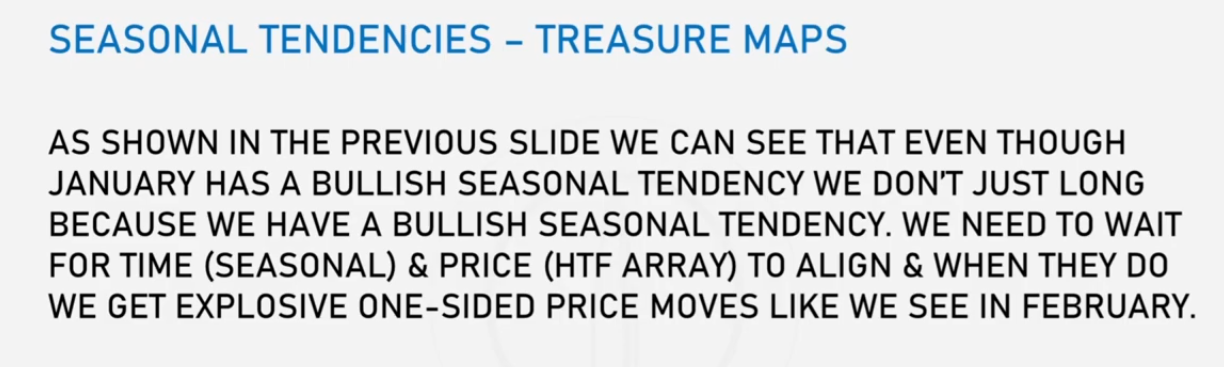 SEASONAL TENDENCIES – TREASURE MAPS
AS SHOWN IN THE PREVIOUS SLIDE WE CAN SEE THAT EVEN THOUGH
JANUARY HAS A BULLISH SEASONAL TENDENCY WE DON'T JUST LONG
BECAUSE WE HAVE A BULLISH SEASONAL TENDENCY. WE NEED TO WAIT
FOR TIME (SEASONAL) & PRICE (HTF ARRAY) TO ALIGN & WHEN THEY DO
WE GET EXPLOSIVE ONE-SIDED PRICE MOVES LIKE WE SEE IN FEBRUARY.